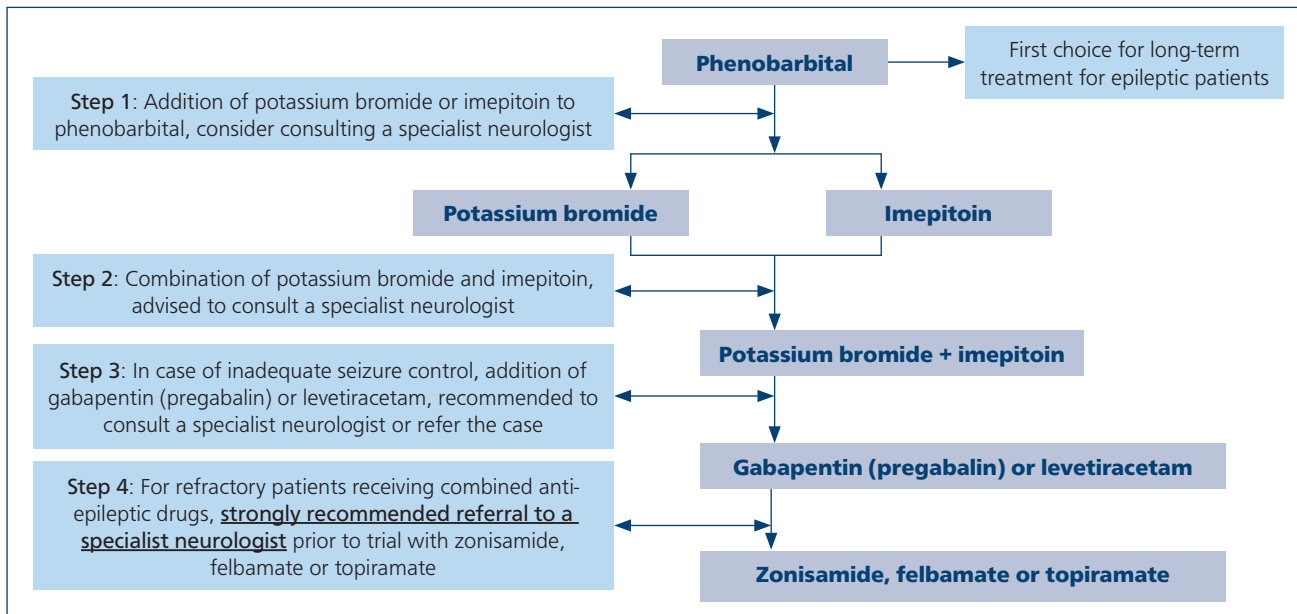 Phenobarbital
First choice for long-term
treatment for epileptic patients
Step 1: Addition of potassium bromide or imepitoin to
phenobarbital, consider consulting a specialist neurologist
Potassium bromide
Imepitoin
Step 2: Combination of potassium bromide and imepitoin,
advised to consult a specialist neurologist
Potassium bromide + imepitoin
Step 3: In case of inadequate seizure control, addition of
gabapentin (pregabalin) or levetiracetam, recommended to
consult a specialist neurologist or refer the case
Gabapentin (pregabalin) or levetiracetam
Step 4: For refractory patients receiving combined anti-
epileptic drugs, strongly recommended referral to a
specialist neurologist prior to trial with zonisamide,
felbamate or topiramate
Zonisamide, felbamate or topiramate